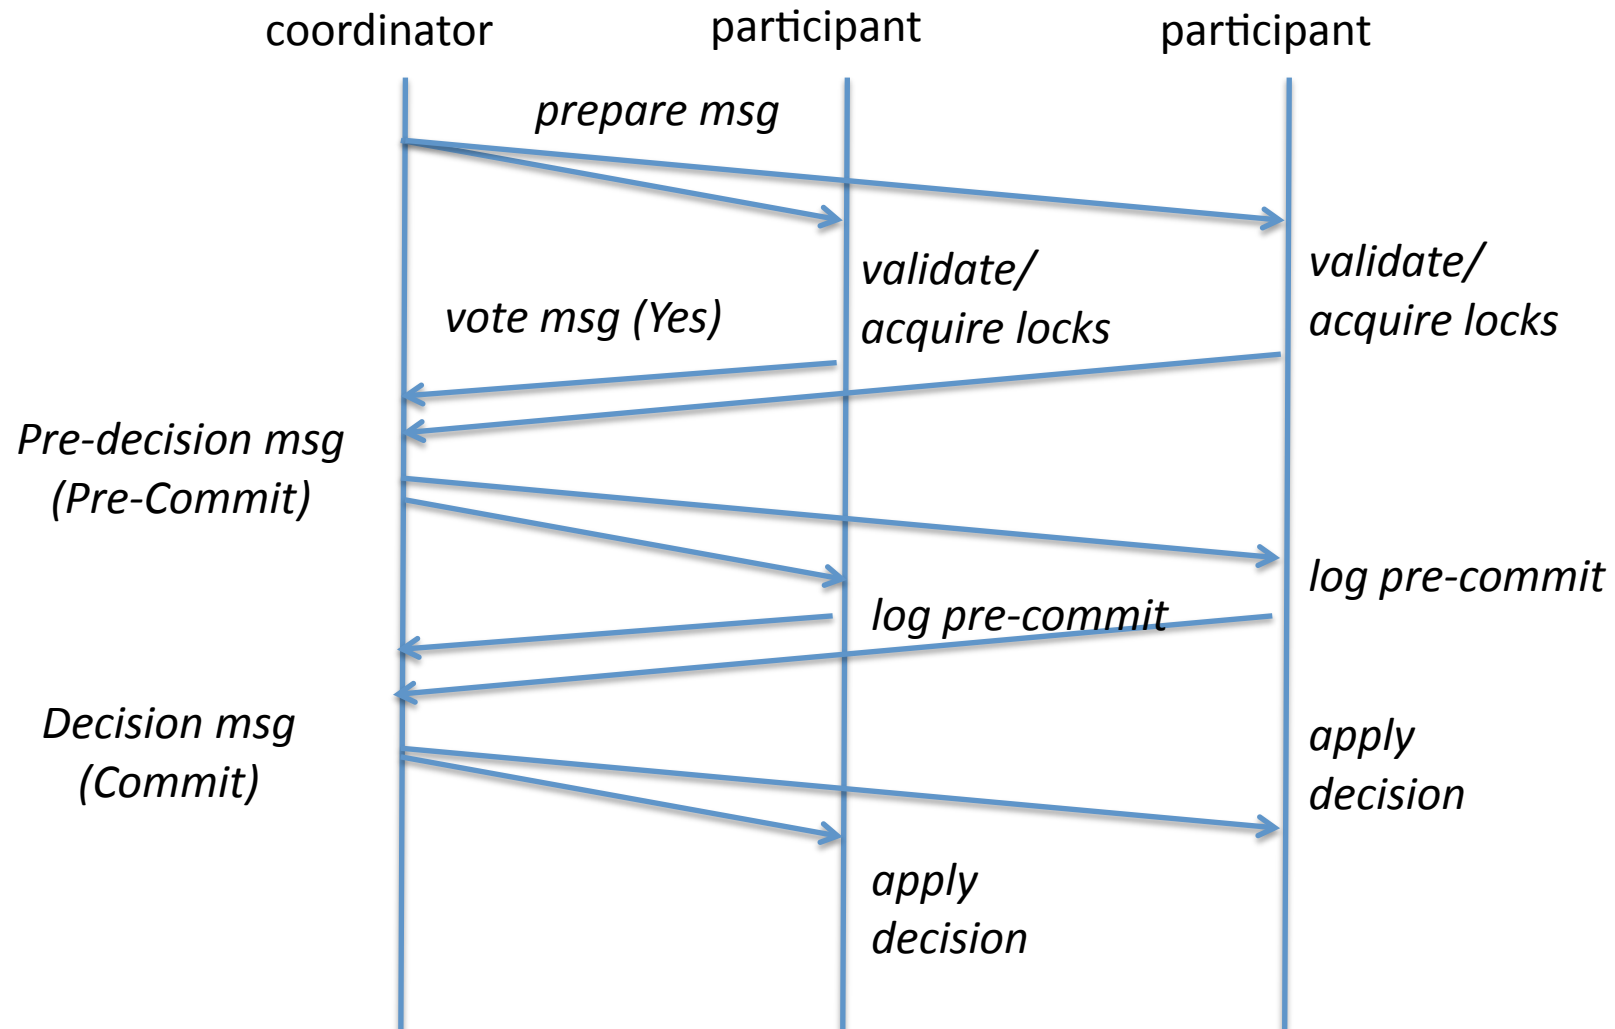 coordinator
participant
participant
prepare msg
validate/
acquire locks
validate/
acquire locks
vote msg (Yes)
Pre-decision msg
(Pre-Commit)
log pre-commit
log pre-commit
Decision msg
(Commit)
apply
decision
apply
decision